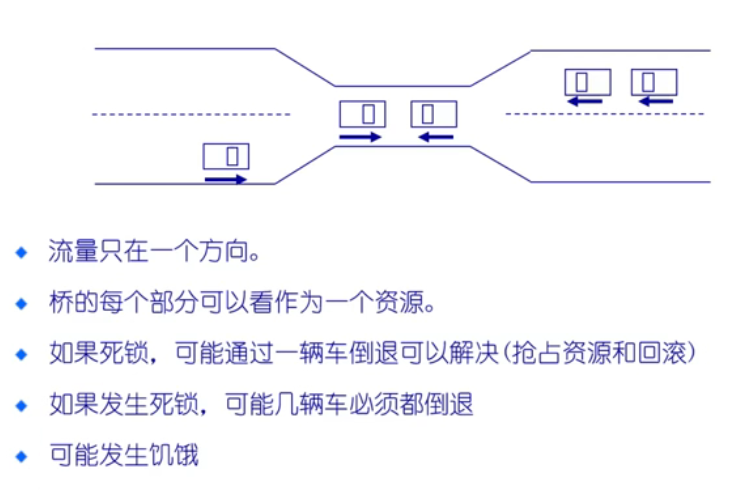 流量只在一个方向。
桥的每个部分可以看作为一个资源。
如果死锁，可能通过一辆车倒退可以解决(抢占资源和回滚)
如果发生死锁，可能几辆车必须都倒退
可能发生饥饿